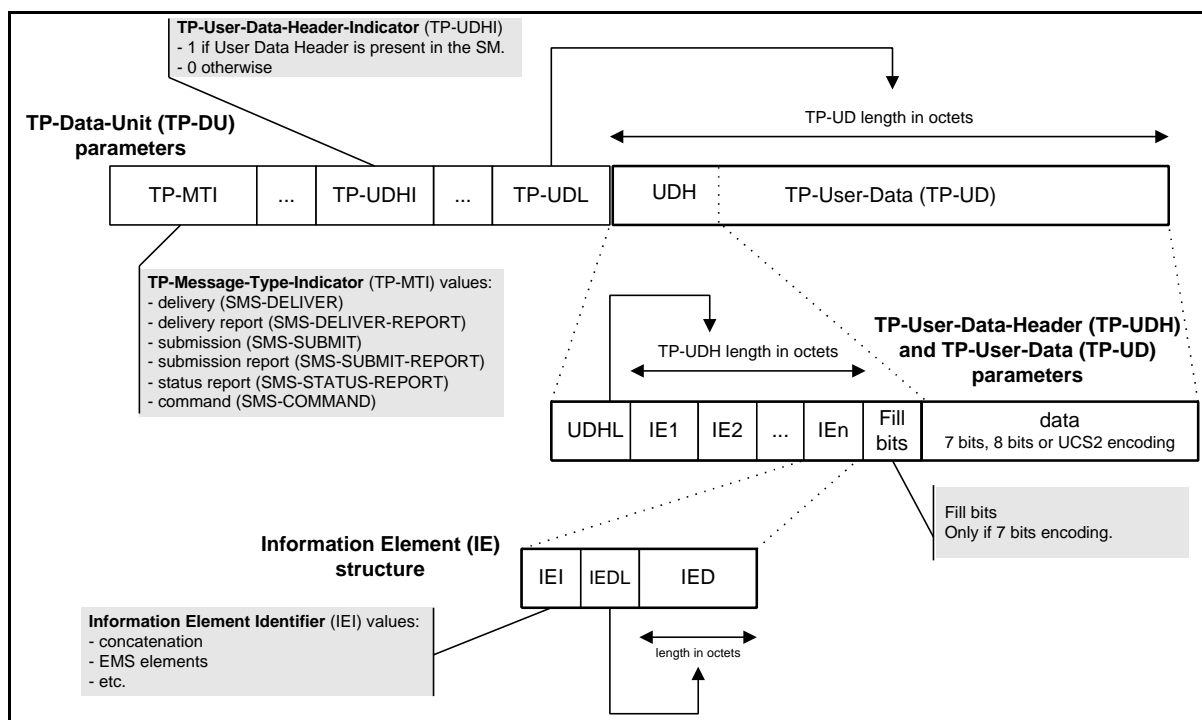 TP-User-Data-Header-Indicator (TP-UDHI)
- 1 if User Data Header is present in the SM.
- 0 otherwise
TP-UD length in octets
TP-Data-Unit (TP-DU)
parameters
TP-MTI
...
TP-UDHI
...
TP-UDL
UDH
TP-User-Data (TP-UD)
TP-Message-Type-Indicator (TP-MTI) values:
- delivery (SMS-DELIVER)
- delivery report (SMS-DELIVER-REPORT)
- submission (SMS-SUBMIT)
- submission report (SMS-SUBMIT-REPORT)
- status report (SMS-STATUS-REPORT)
- command (SMS-COMMAND)
TP-UDH length in octets
TP-User-Data-Header (TP-UDH)
and TP-User-Data (TP-UD)
parameters
UDHL
IE1
IE2
...
IEn
Fill
bits
data
7 bits, 8 bits or UCS2 encoding
Fill bits
Only if 7 bits encoding.
Information Element (IE)
structure
IEI
IEDL
IED
Information Element Identifier (IEI) values:
- concatenation
- EMS elements
- etc.
length in octets